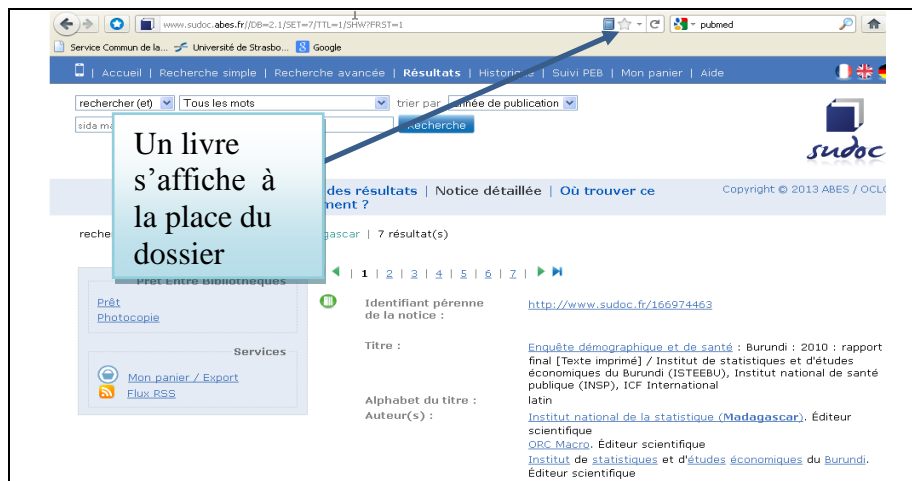 www.sudoc.abes.fr//DB=2.1/SET=7/TTL=1/SHW?FRST=1
pubmed
Service Commun de la... Université de Strasbo... Google
| Accueil | Recherche simple | Recherche avancée | Résultats | Historique | Suivi PEB | Mon panier | Aide
rechercher (et) Tous les mots trier par année de publication
sida Recherche
Un livre
s'affiche à
la place du
dossier
sudoc
des résultats | Notice détaillée | Où trouver ce
ment ?
Copyright © 2013 ABES /
reche gascar | 7 résultat(s)
| 1 | 2 | 3 | 4 | 5 | 6 | 7 |
Prêt Entre Bibliothèques
Prêt
Photocopie
Services
Mon panier / Export
Flux RSS
Identifiant pérenne
de la notice :
http://www.sudoc.fr/166974463
Titre :
Enquête démographique et de santé : Burundi : 2010 : rapport
final [Texte imprimé] / Institut de statistiques et d'études
économiques du Burundi (ISTEEBU), Institut national de santé
publique (INSP), ICF International
Alphabet du titre :
latin
Auteur(s) :
Institut national de la statistique (Madagascar). Éditeur
scientifique
ORC Macro. Éditeur scientifique
Institut de statistiques et d'études économiques du Burundi.
Éditeur scientifique